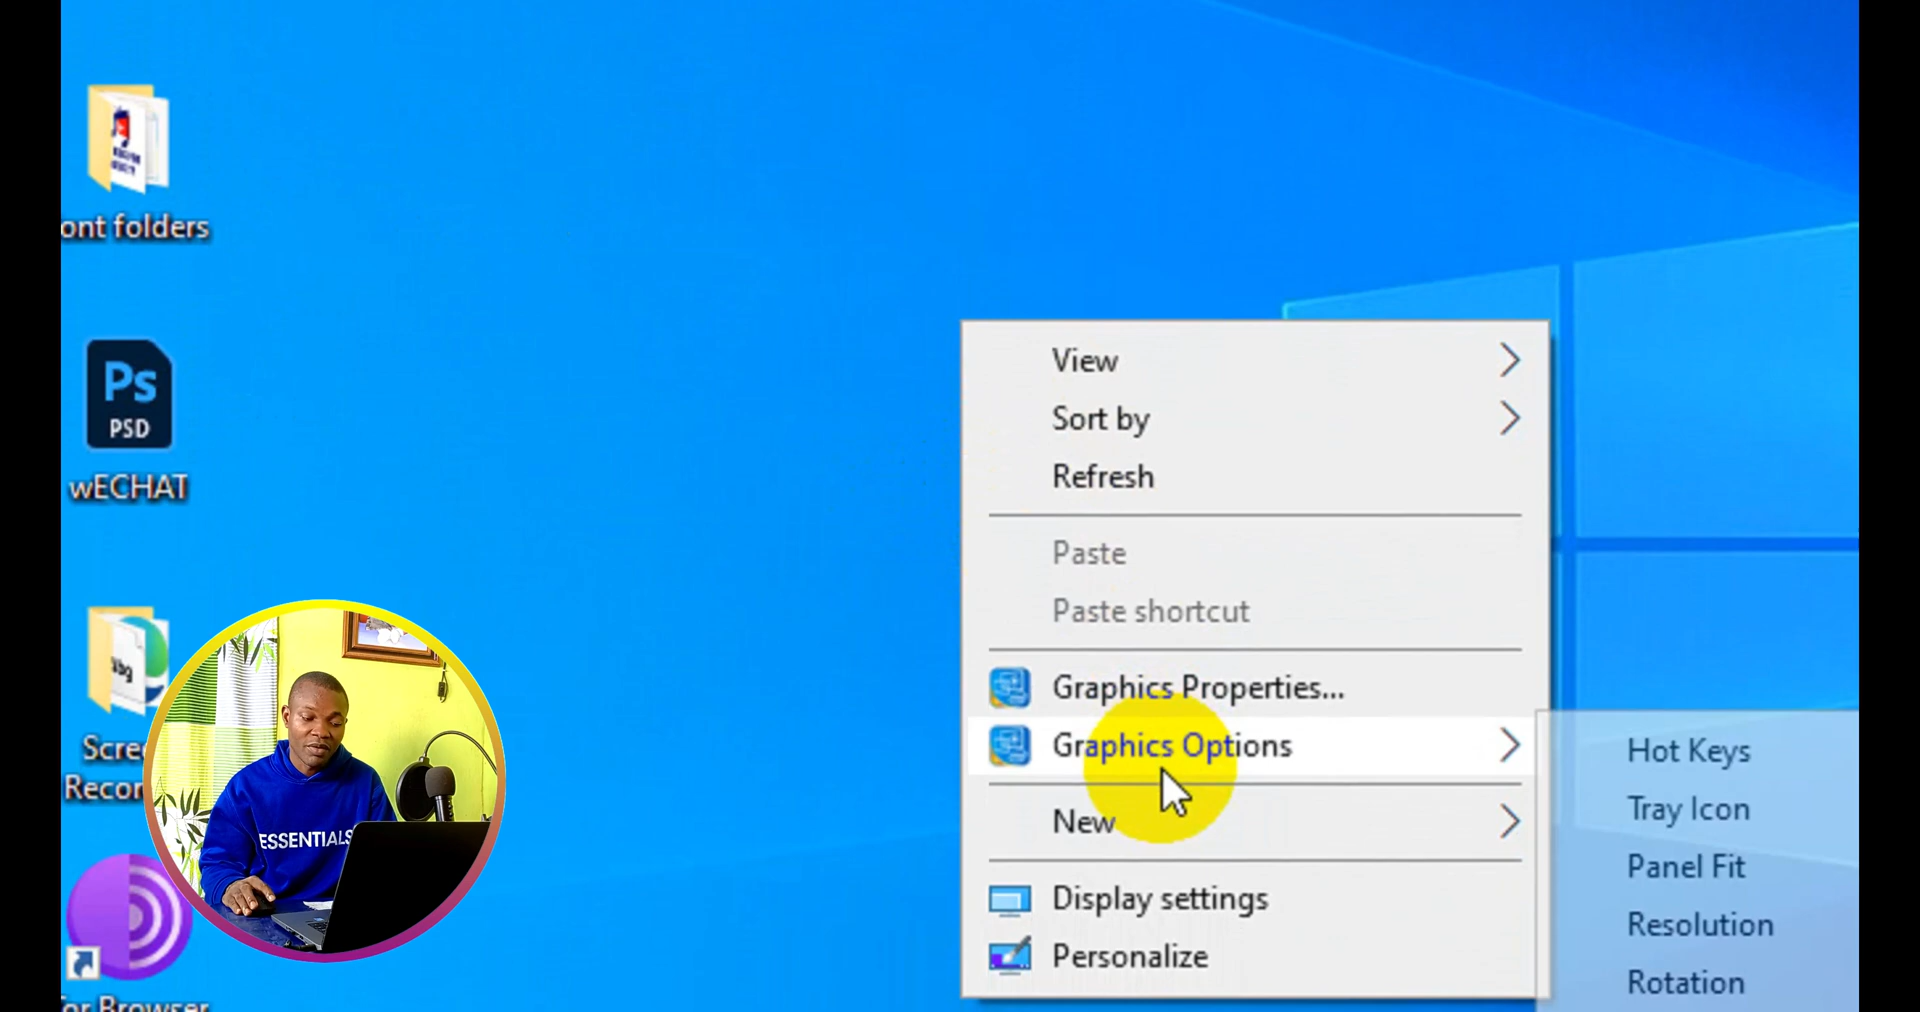 ont folders
Ps
PSD
wECHAT
Scre
Recor
or Browser
ESSENTIALS
View
Sort by
Refresh
Paste
Paste shortcut
Graphics Properties...
Graphics Options
New
Display settings
Personalize
Hot Keys
Tray Icon
Panel Fit
Resolution
Rotation